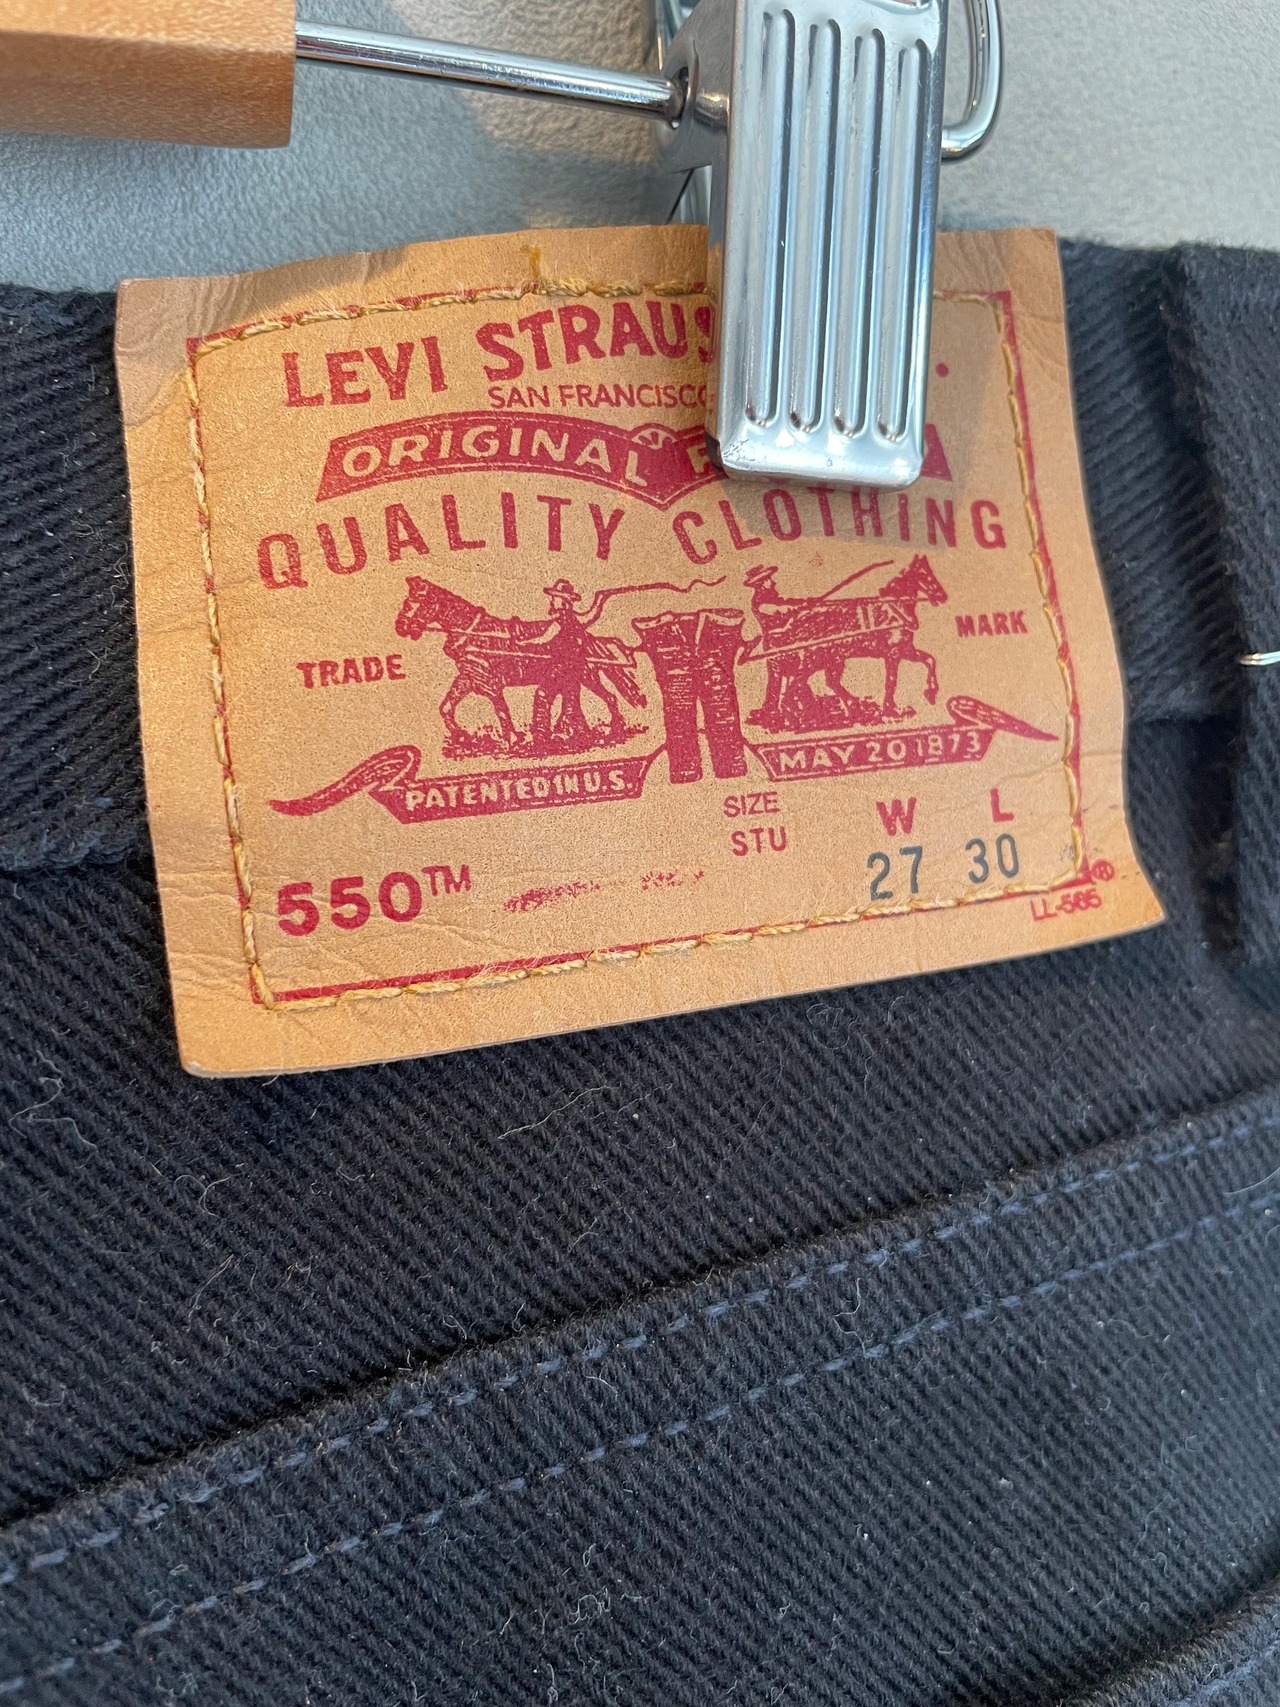 LEVI STRAUS
SAN FRANCISCO
ORIGINAL
QUALITY CLOTHING
TRADE MARK
PATENTED IN U.S. MAY 20 1873
SIZE W L
STU 27 30
550™
®
LL-565